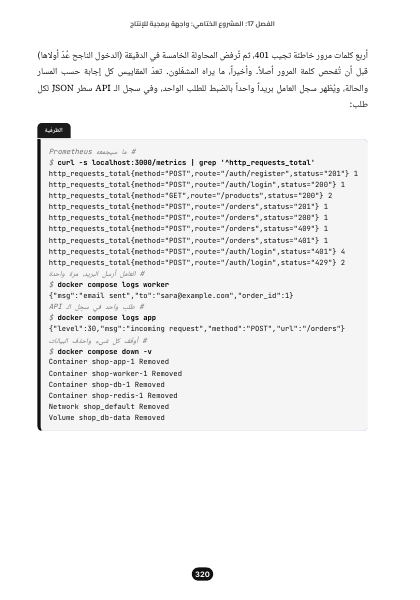 الفصل 17: المشروع الختامي: واجهة برمجية للإنتاج
أربع كلمات مرور خاطئة تجيب 401، ثم تُرفض المحاولة الخامسة في الدقيقة (الدخول الناجح عُدّ أولاها)
قبل أن تُفحص كلمة المرور أصلًا. وأخيرًا، ما يراه المشغّلون. تعدّ المقاييس كل إجابة حسب المسار
والحالة، ويُظهر سجل العامل بريدًا واحدًا بالضبط للطلب الواحد، وفي سجل الـ API سطر JSON لكل
طلب:
الطرفية
# ما سيجمعه Prometheus
$ curl -s localhost:3000/metrics | grep '^http_requests_total'
http_requests_total{method="POST",route="/auth/register",status="201"} 1
http_requests_total{method="POST",route="/auth/login",status="200"} 1
http_requests_total{method="GET",route="/products",status="200"} 2
http_requests_total{method="POST",route="/orders",status="201"} 1
http_requests_total{method="POST",route="/orders",status="200"} 1
http_requests_total{method="POST",route="/orders",status="409"} 1
http_requests_total{method="POST",route="/orders",status="401"} 1
http_requests_total{method="POST",route="/auth/login",status="401"} 4
http_requests_total{method="POST",route="/auth/login",status="429"} 2
# العامل أرسل البريد، مرة واحدة
$ docker compose logs worker
{"msg":"email sent","to":"sara@example.com","order_id":1}
# طلب واحد في سجل الـ API
$ docker compose logs app
{"level":30,"msg":"incoming request","method":"POST","url":"/orders"}
# أوقف كل شيء واحذف البيانات
$ docker compose down -v
Container shop-app-1 Removed
Container shop-worker-1 Removed
Container shop-db-1 Removed
Container shop-redis-1 Removed
Network shop_default Removed
Volume shop_db-data Removed
320